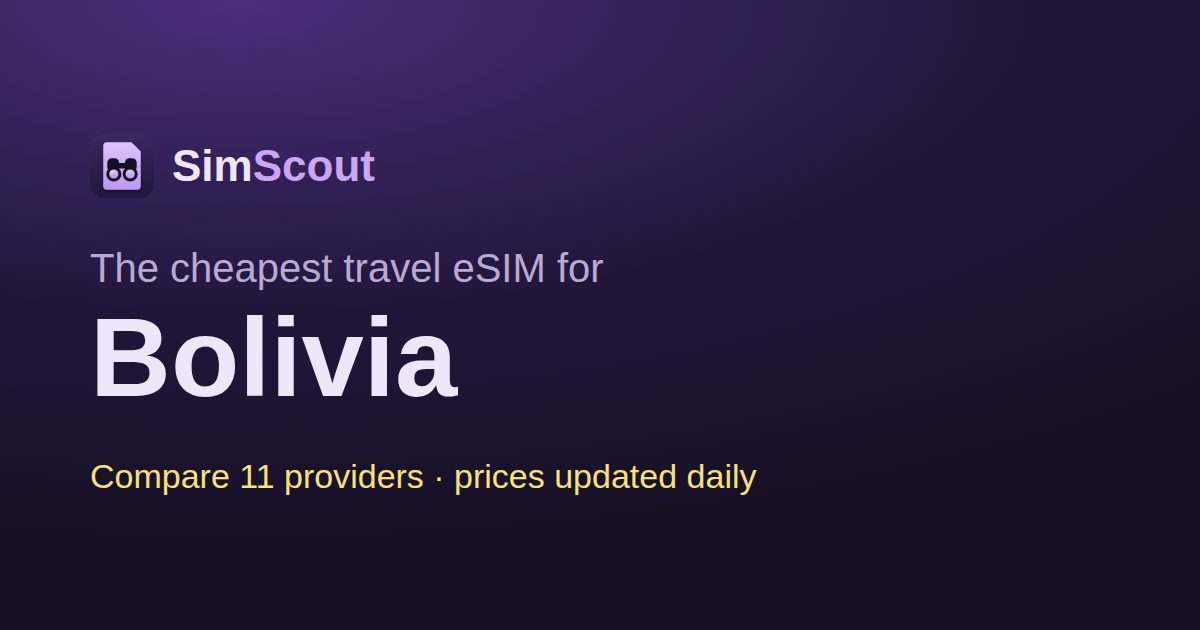 SimScout
The cheapest travel eSIM for
Bolivia
Compare 11 providers · prices updated daily